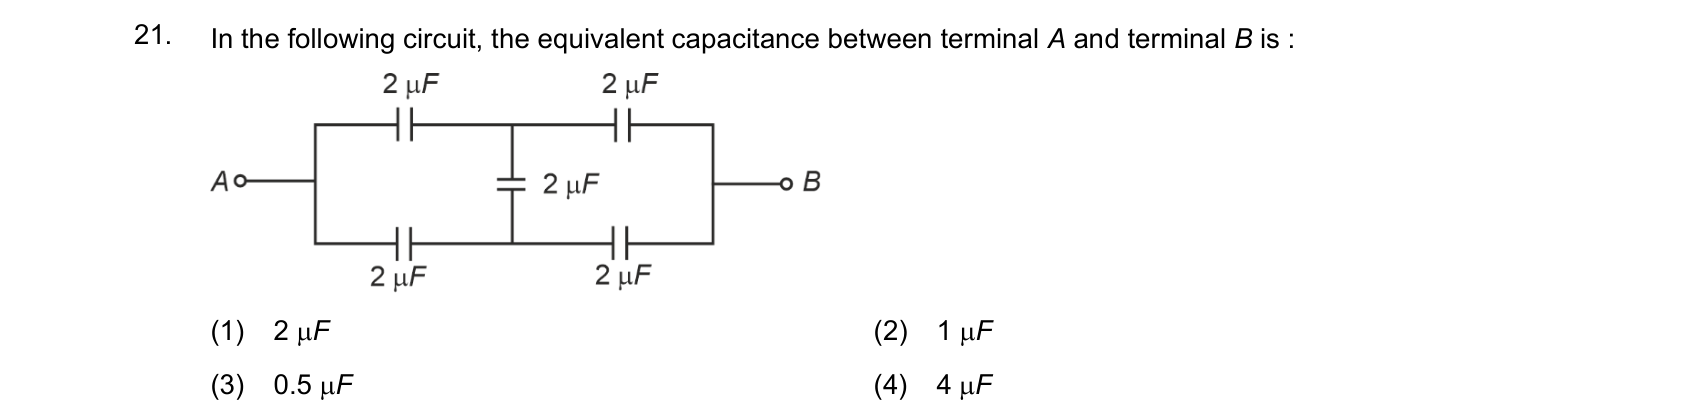 21. In the following circuit, the equivalent capacitance between terminal A and terminal B is :
2 μF 2 μF
A 2 μF B
2 μF 2 μF
(1) 2 μF (2) 1 μF
(3) 0.5 μF (4) 4 μF